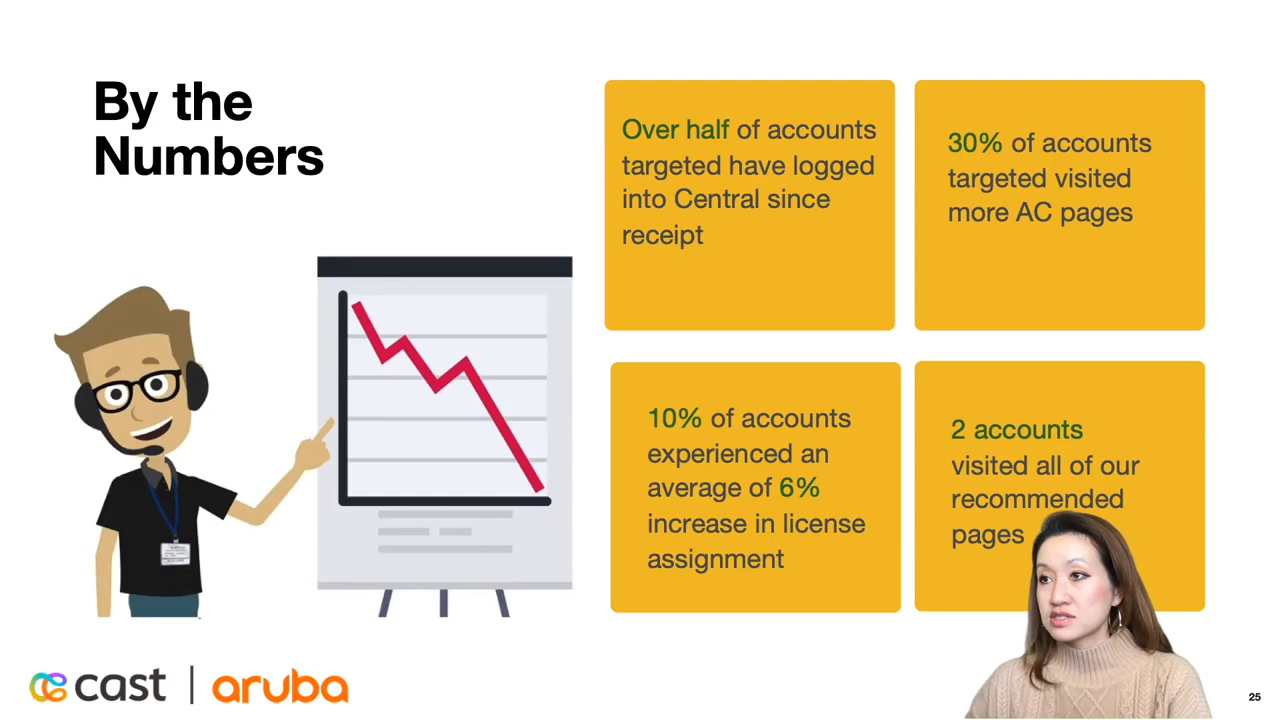 By the
Numbers
Over half of accounts
targeted have logged
into Central since
receipt
30% of accounts
targeted visited
more AC pages
10% of accounts
experienced an
average of 6%
increase in license
assignment
2 accounts
visited all of our
recommended
pages
cast | aruba
25